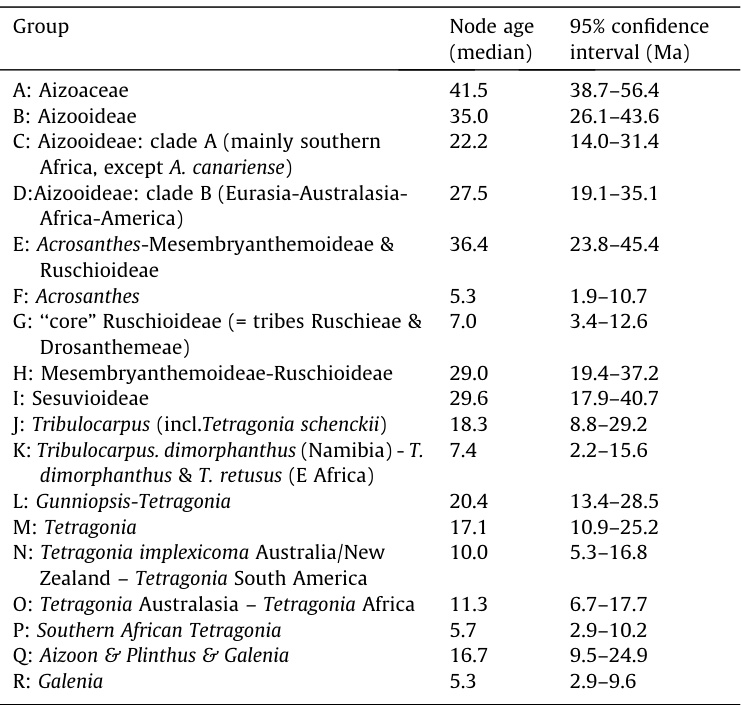 Group Node age 95% confidence
(median) interval (Ma)
A: Aizoaceae 41.5 38.7–56.4
B: Aizooideae 35.0 26.1–43.6
C: Aizooideae: clade A (mainly southern 22.2 14.0–31.4
Africa, except A. canariense)
D:Aizooideae: clade B (Eurasia-Australasia- 27.5 19.1–35.1
Africa-America)
E: Acrosanthes-Mesembryanthemoideae & 36.4 23.8–45.4
Ruschioideae
F: Acrosanthes 5.3 1.9–10.7
G: ‘‘core” Ruschioideae (= tribes Ruschieae & 7.0 3.4–12.6
Drosanthemeae)
H: Mesembryanthemoideae-Ruschioideae 29.0 19.4–37.2
I: Sesuvioideae 29.6 17.9–40.7
J: Tribulocarpus (incl.Tetragonia schenckii) 18.3 8.8–29.2
K: Tribulocarpus. dimorphanthus (Namibia) - T. 7.4 2.2–15.6
dimorphanthus & T. retusus (E Africa)
L: Gunniopsis-Tetragonia 20.4 13.4–28.5
M: Tetragonia 17.1 10.9–25.2
N: Tetragonia implexicoma Australia/New 10.0 5.3–16.8
Zealand – Tetragonia South America
O: Tetragonia Australasia – Tetragonia Africa 11.3 6.7–17.7
P: Southern African Tetragonia 5.7 2.9–10.2
Q: Aizoon & Plinthus & Galenia 16.7 9.5–24.9
R: Galenia 5.3 2.9–9.6